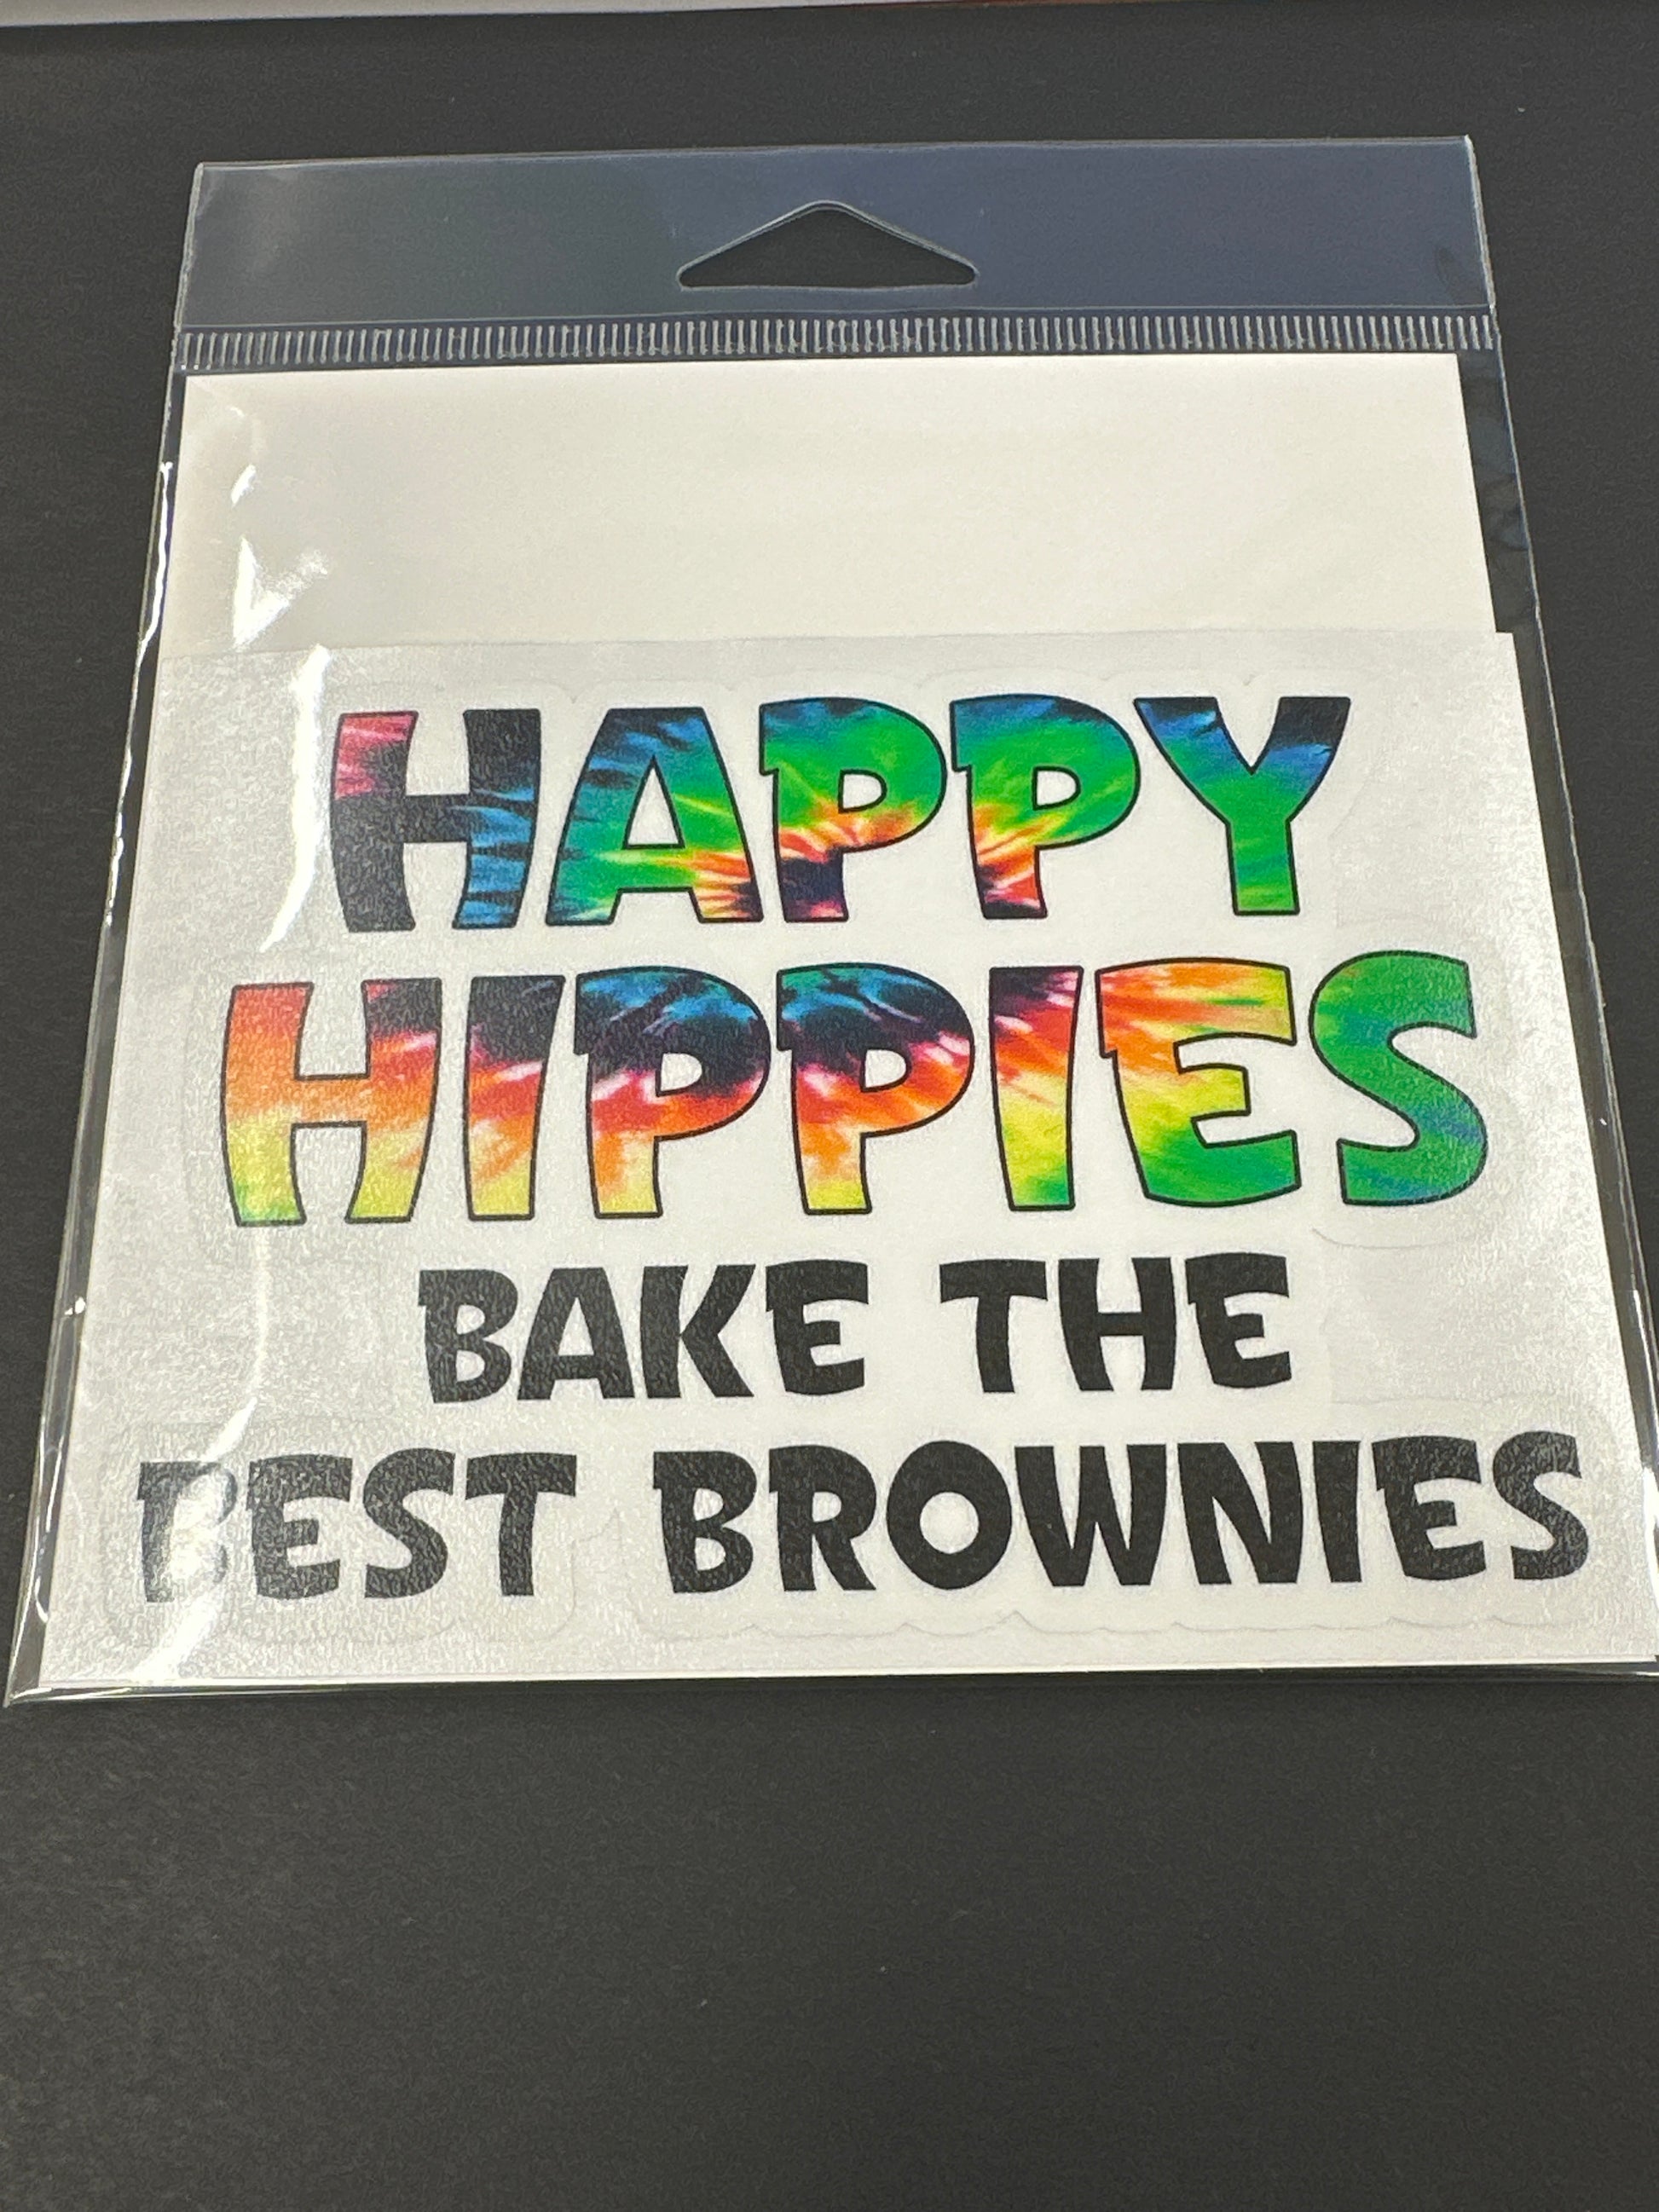 HAPPY
HIPPIES
BAKE THE
BEST BROWNIES